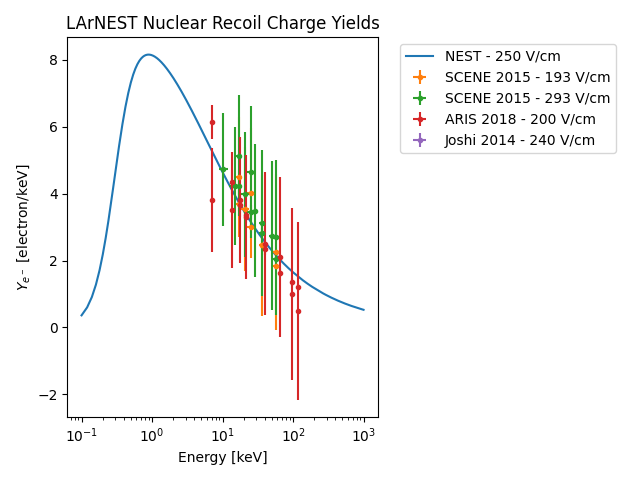 LArNEST Nuclear Recoil Charge Yields
NEST - 250 V/cm
SCENE 2015 - 193 V/cm
SCENE 2015 - 293 V/cm
ARIS 2018 - 200 V/cm
Joshi 2014 - 240 V/cm
Y_{e^-} [electron/keV]
8
6
4
2
0
−2
10^{-1} 10^{0} 10^{1} 10^{2} 10^{3}
Energy [keV]